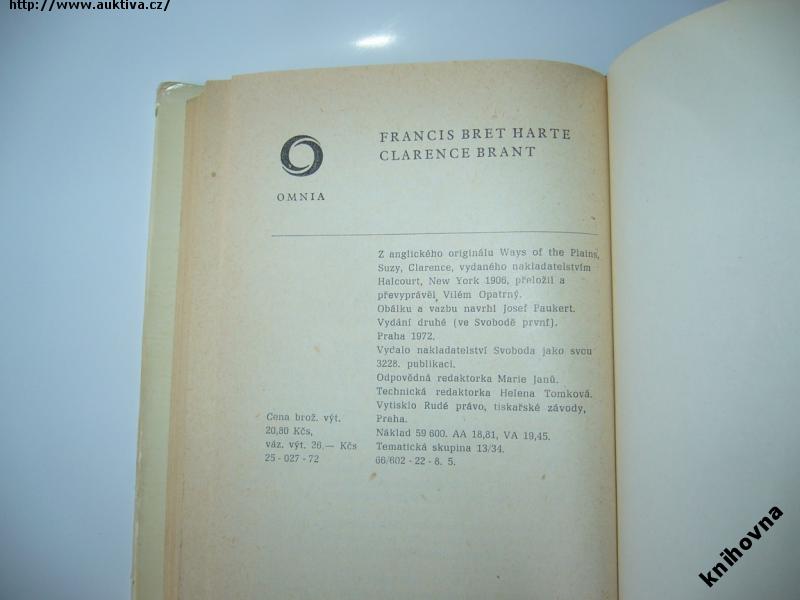 http://www.auktiva.cz/
FRANCIS BRET HARTE
CLARENCE BRANT
OMNIA
Z anglického originálu Ways of the Plains,
Suzy, Clarence, vydaného nakladatelstvím
Halcourt, New York 1906, přeložil a
převyprávěl Vilém Opatrný.
Obálku a vazbu navrhl Josef Paukert.
Vydání druhé (ve Svobodě první).
Praha 1972.
Vydalo nakladatelství Svoboda jako svou
3228. publikaci.
Odpovědná redaktorka Marie Janů.
Technická redaktorka Helena Tomková.
Vytisklo Rudé právo, tiskařské závody,
Praha.
Náklad 59 600. AA 18,81, VA 19,45.
Tematická skupina 13/34.
66/602 - 22 - 8. 5.
Cena brož. výt.
20,80 Kčs,
váz. výt. 26.— Kčs
25 - 027 - 72
knihovna